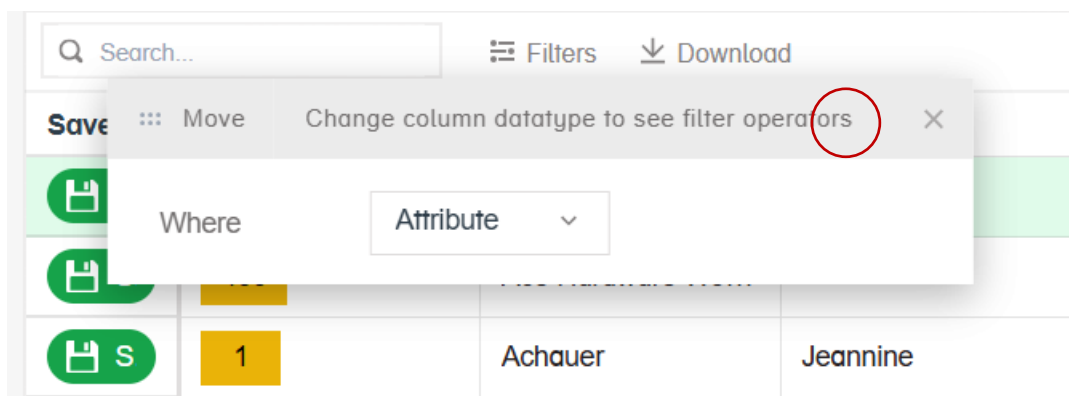 Search...
Filters
Download
Save
Move
Change column datatype to see filter operators
Where
Attribute
S
1
Achauer
Jeannine